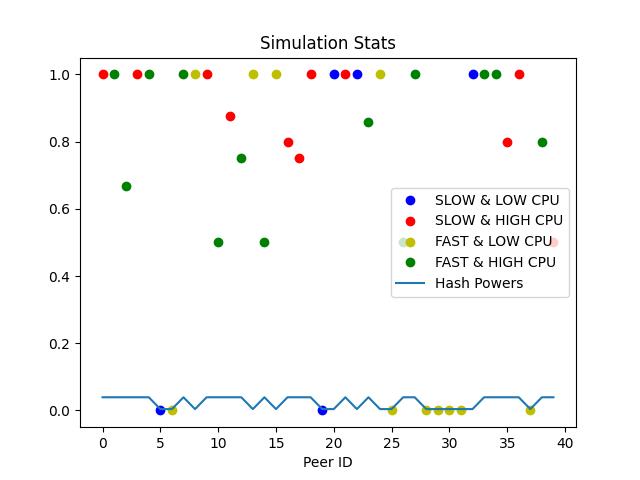 Simulation Stats
1.0
0.8
0.6
0.4
0.2
0.0
SLOW & LOW CPU
SLOW & HIGH CPU
FAST & LOW CPU
FAST & HIGH CPU
Hash Powers
0 5 10 15 20 25 30 35 40
Peer ID